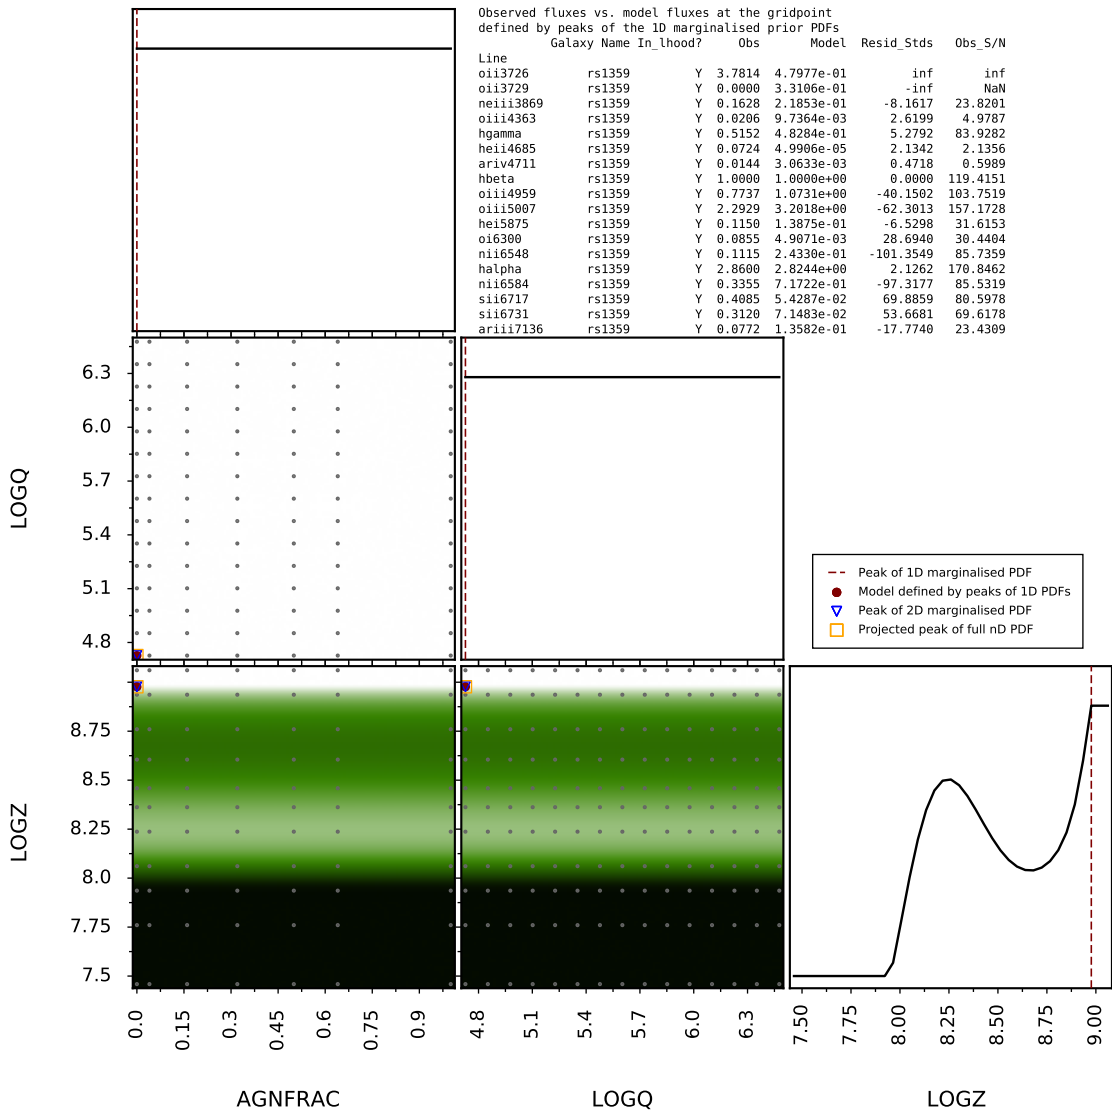 Observed fluxes vs. model fluxes at the gridpoint
defined by peaks of the 1D marginalised prior PDFs
Galaxy Name In_lhood? Obs Model Resid_Stds Obs_S/N
Line
oii3726 rs1359 Y 3.7814 4.7977e-01 inf inf
oii3729 rs1359 Y 0.0000 3.3106e-01 -inf NaN
neiii3869 rs1359 Y 0.1628 2.1853e-01 -8.1617 23.8201
oiii4363 rs1359 Y 0.0206 9.7364e-03 2.6199 4.9787
hgamma rs1359 Y 0.5152 4.8284e-01 5.2792 83.9282
heii4685 rs1359 Y 0.0724 4.9906e-05 2.1342 2.1356
ariv4711 rs1359 Y 0.0144 3.0633e-03 0.4718 0.5989
hbeta rs1359 Y 1.0000 1.0000e+00 0.0000 119.4151
oiii4959 rs1359 Y 0.7737 1.0731e+00 -40.1502 103.7519
oiii5007 rs1359 Y 2.2929 3.2018e+00 -62.3013 157.1728
hei5875 rs1359 Y 0.1150 1.3875e-01 -6.5298 31.6153
oi6300 rs1359 Y 0.0855 4.9071e-03 28.6940 30.4404
nii6548 rs1359 Y 0.1115 2.4330e-01 -101.3549 85.7359
halpha rs1359 Y 2.8600 2.8244e+00 2.1262 170.8462
nii6584 rs1359 Y 0.3355 7.1722e-01 -97.3177 85.5319
sii6717 rs1359 Y 0.4085 5.4287e-02 69.8859 80.5978
sii6731 rs1359 Y 0.3120 7.1483e-02 53.6681 69.6178
ariii7136 rs1359 Y 0.0772 1.3582e-01 -17.7740 23.4309
LOGQ
6.3
6.0
5.7
5.4
5.1
4.8
Peak of 1D marginalised PDF
Model defined by peaks of 1D PDFs
Peak of 2D marginalised PDF
Projected peak of full nD PDF
LOGZ
8.75
8.5
8.25
8.0
7.75
7.5
0.0 0.15 0.3 0.45 0.6 0.75 0.9
4.8 5.1 5.4 5.7 6.0 6.3
7.50 7.75 8.00 8.25 8.50 8.75 9.00
AGNFRAC LOGQ LOGZ